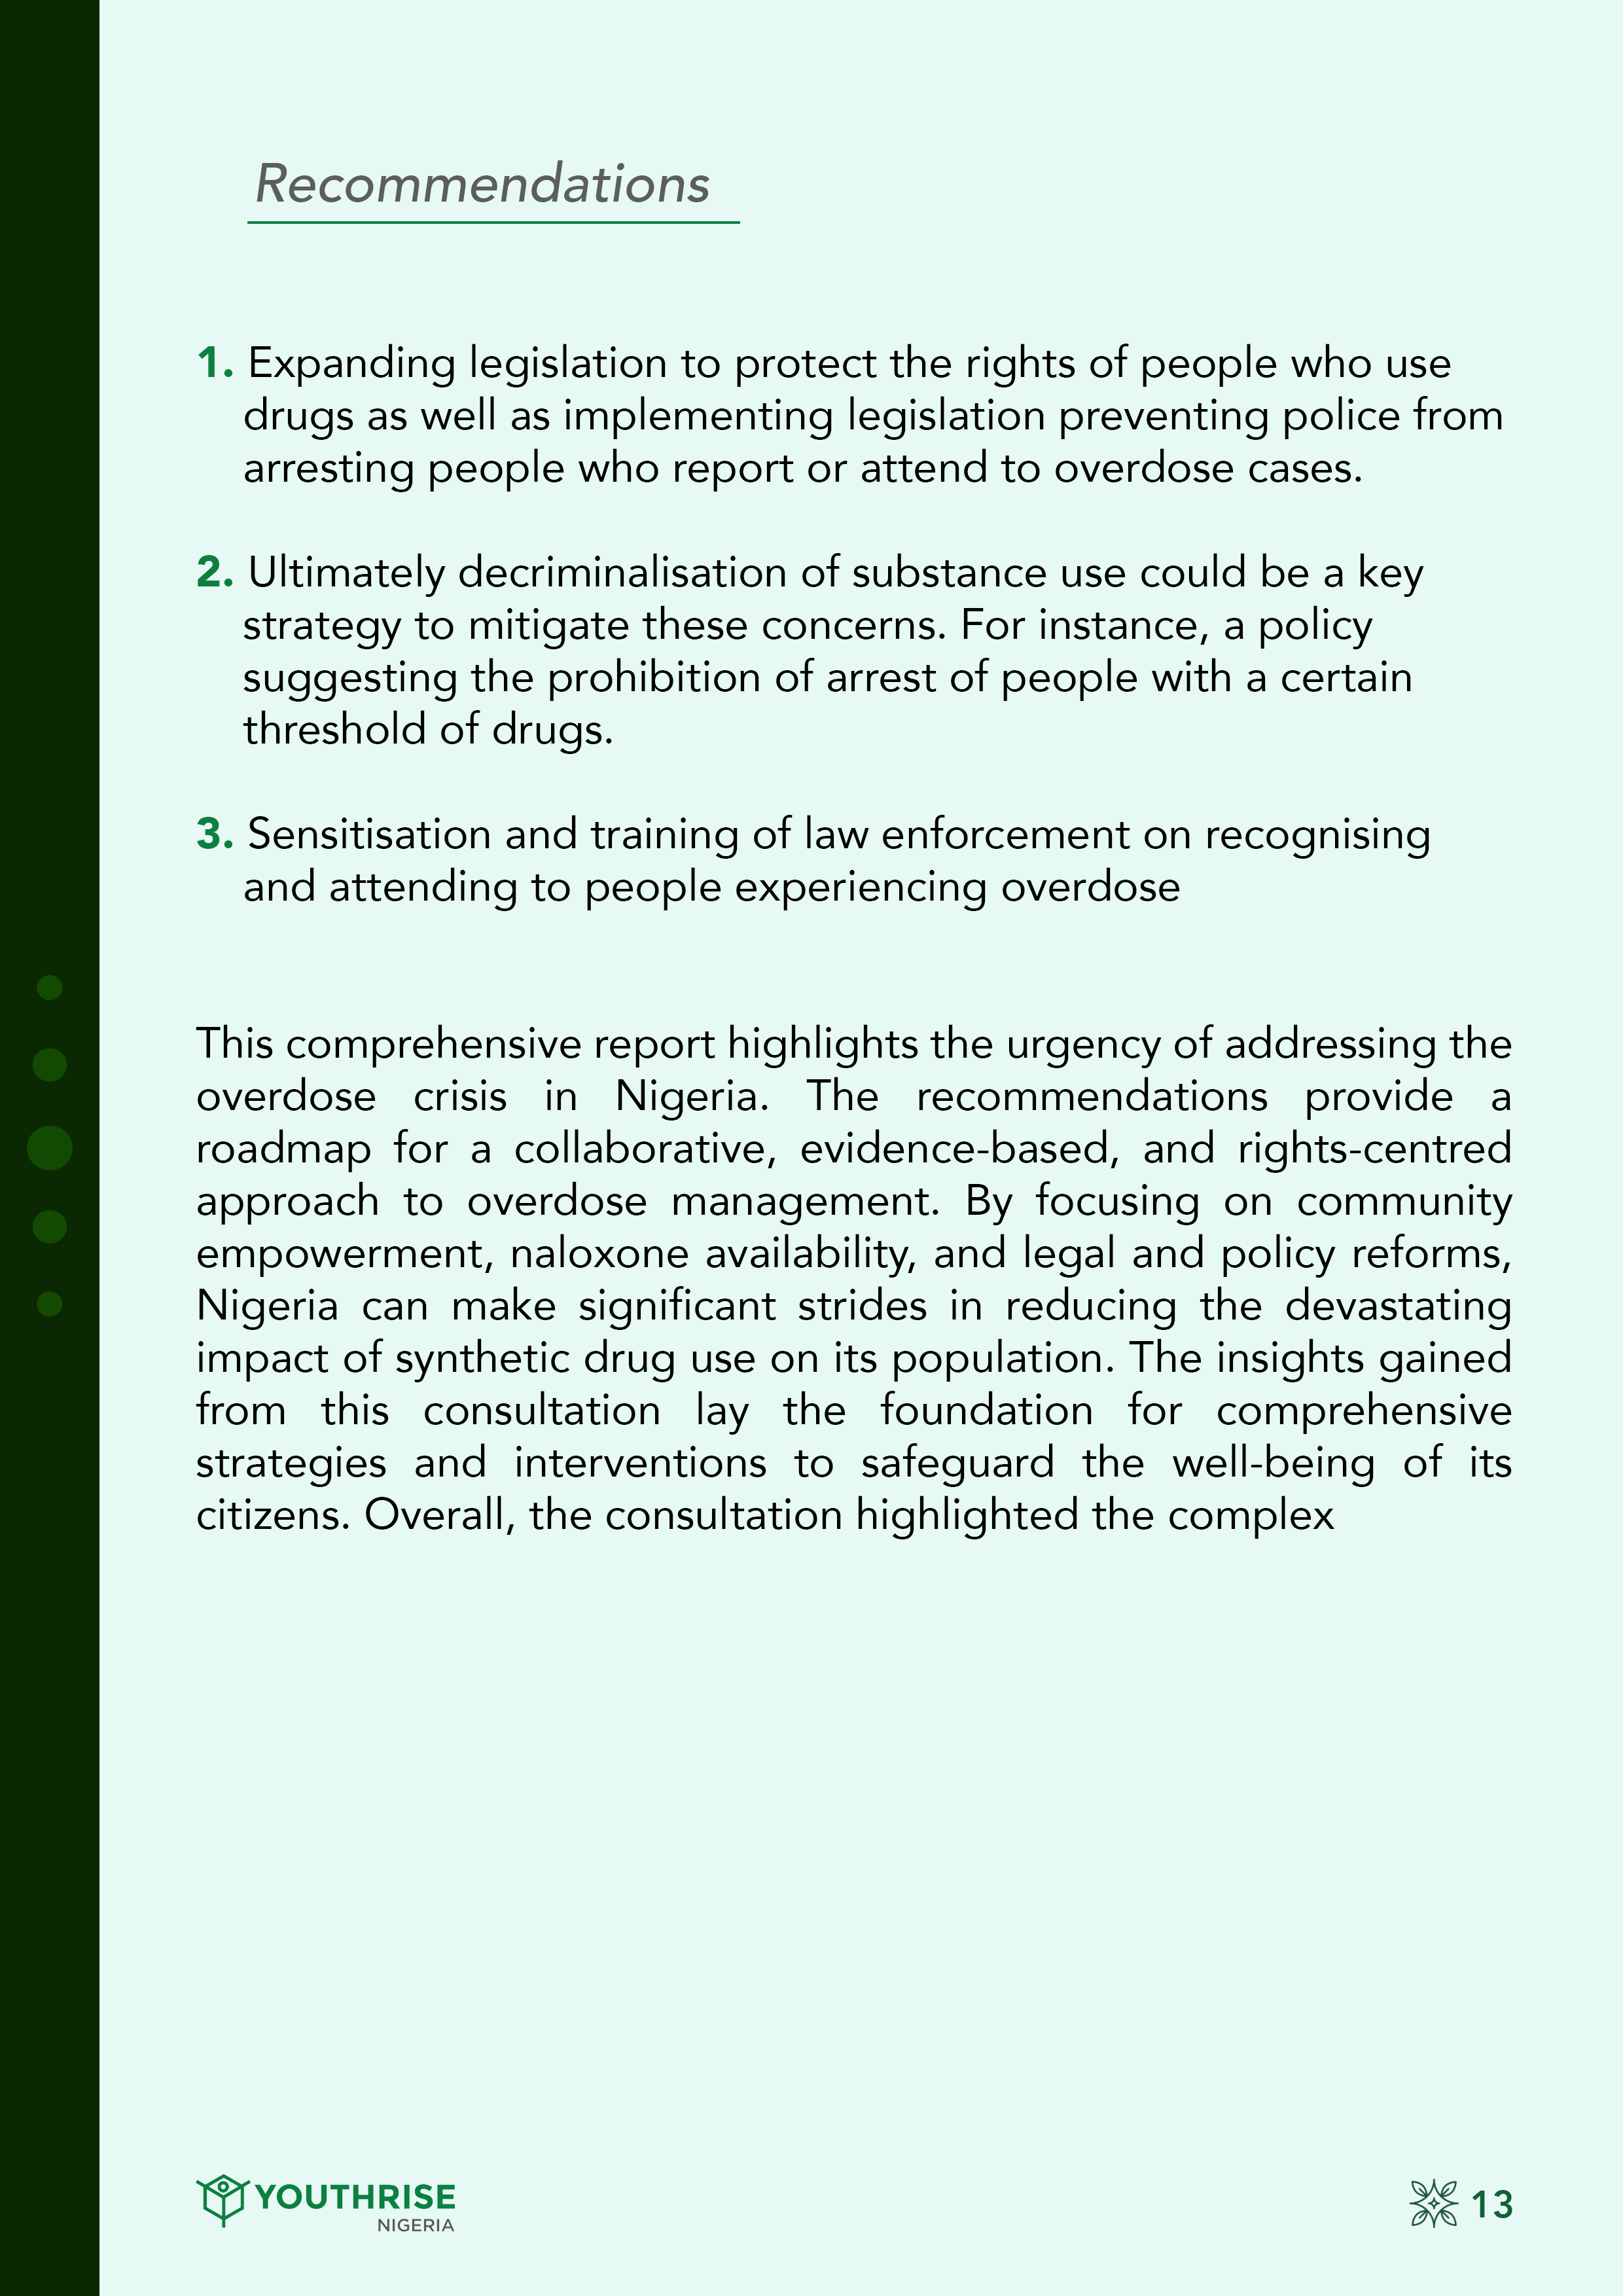 Recommendations
1. Expanding legislation to protect the rights of people who use
drugs as well as implementing legislation preventing police from
arresting people who report or attend to overdose cases.
2. Ultimately decriminalisation of substance use could be a key
strategy to mitigate these concerns. For instance, a policy
suggesting the prohibition of arrest of people with a certain
threshold of drugs.
3. Sensitisation and training of law enforcement on recognising
and attending to people experiencing overdose
This comprehensive report highlights the urgency of addressing the
overdose crisis in Nigeria. The recommendations provide a
roadmap for a collaborative, evidence-based, and rights-centred
approach to overdose management. By focusing on community
empowerment, naloxone availability, and legal and policy reforms,
Nigeria can make significant strides in reducing the devastating
impact of synthetic drug use on its population. The insights gained
from this consultation lay the foundation for comprehensive
strategies and interventions to safeguard the well-being of its
citizens. Overall, the consultation highlighted the complex
YOUTHRISE
NIGERIA
13